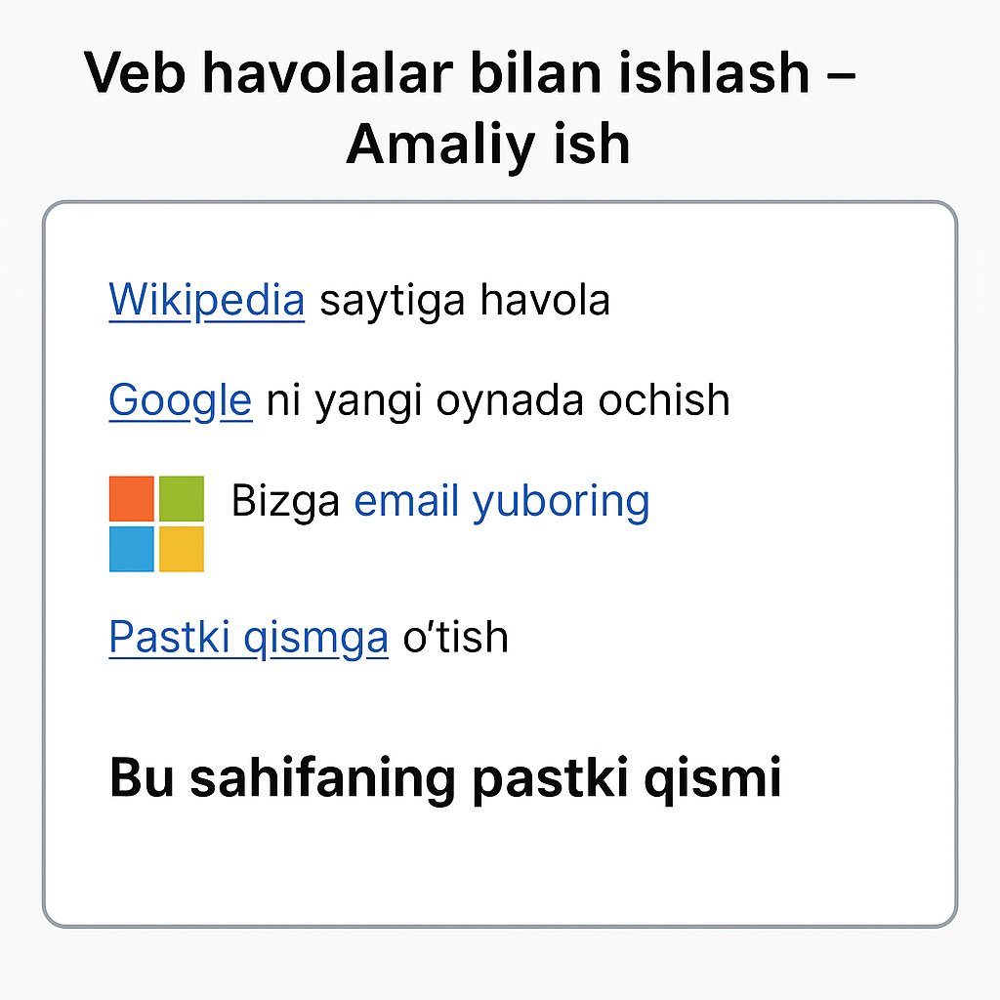 Veb havolalar bilan ishlash –
Amaliy ish
Wikipedia saytiga havola
Google ni yangi oynada ochish
Bizga email yuboring
Pastki qismga o’tish
Bu sahifaning pastki qismi